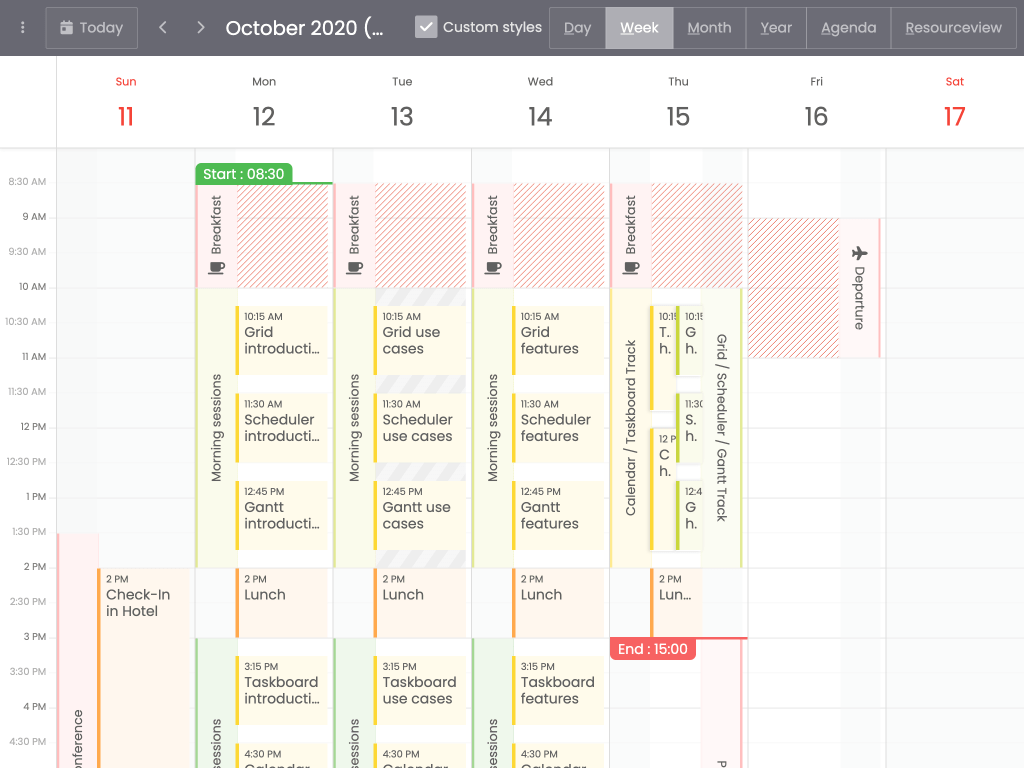 Today
October 2020 (...
Custom styles
Day
Week
Month
Year
Agenda
Resourceview
Sun
11
Mon
12
Tue
13
Wed
14
Thu
15
Fri
16
Sat
17
8:30 AM
9 AM
9:30 AM
10 AM
10:30 AM
11 AM
11:30 AM
12 PM
12:30 PM
1 PM
1:30 PM
2 PM
2:30 PM
3 PM
3:30 PM
4 PM
4:30 PM
2 PM
Check-In
in Hotel
Start : 08:30
Breakfast
Morning sessions
10:15 AM
Grid
introducti...
11:30 AM
Scheduler
introducti...
12:45 PM
Gantt
introducti...
2 PM
Lunch
3:15 PM
Taskboard
introducti...
4:30 PM
Calendar
sessions
Breakfast
Morning sessions
10:15 AM
Grid use
cases
11:30 AM
Scheduler
use cases
12:45 PM
Gantt use
cases
2 PM
Lunch
3:15 PM
Taskboard
use cases
4:30 PM
Calendar
sessions
Breakfast
Morning sessions
10:15 AM
Grid
features
11:30 AM
Scheduler
features
12:45 PM
Gantt
features
2 PM
Lunch
3:15 PM
Taskboard
features
4:30 PM
Calendar
sessions
Breakfast
Calendar / Taskboard Track
10:15
T..
h.
12 P
C
h.
10:15
G
h.
11:30
S.
h.
12:4
G
h.
Grid / Scheduler / Gantt Track
2 PM
Lun...
End : 15:00
Departure